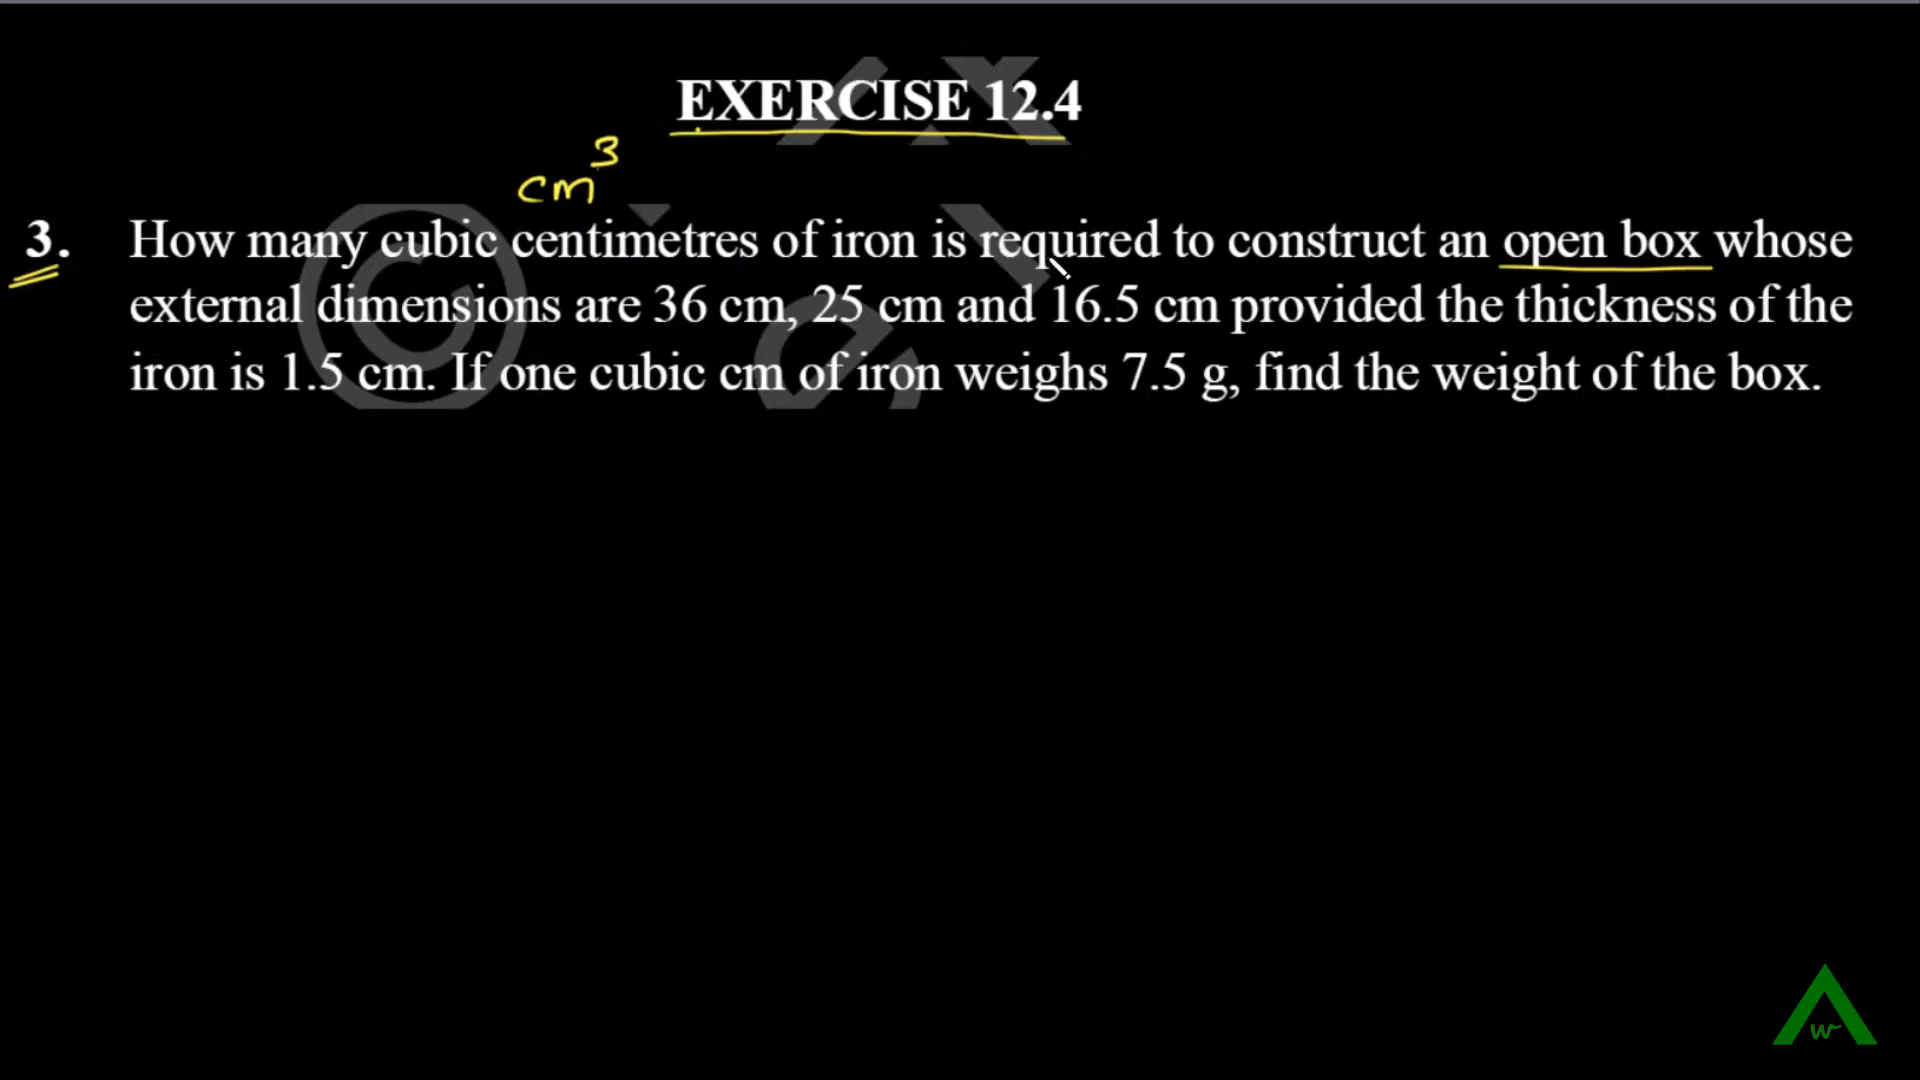 EXERCISE 12.4
cm³
3. How many cubic centimetres of iron is required to construct an open box whose
external dimensions are 36 cm, 25 cm and 16.5 cm provided the thickness of the
iron is 1.5 cm. If one cubic cm of iron weighs 7.5 g, find the weight of the box.
w